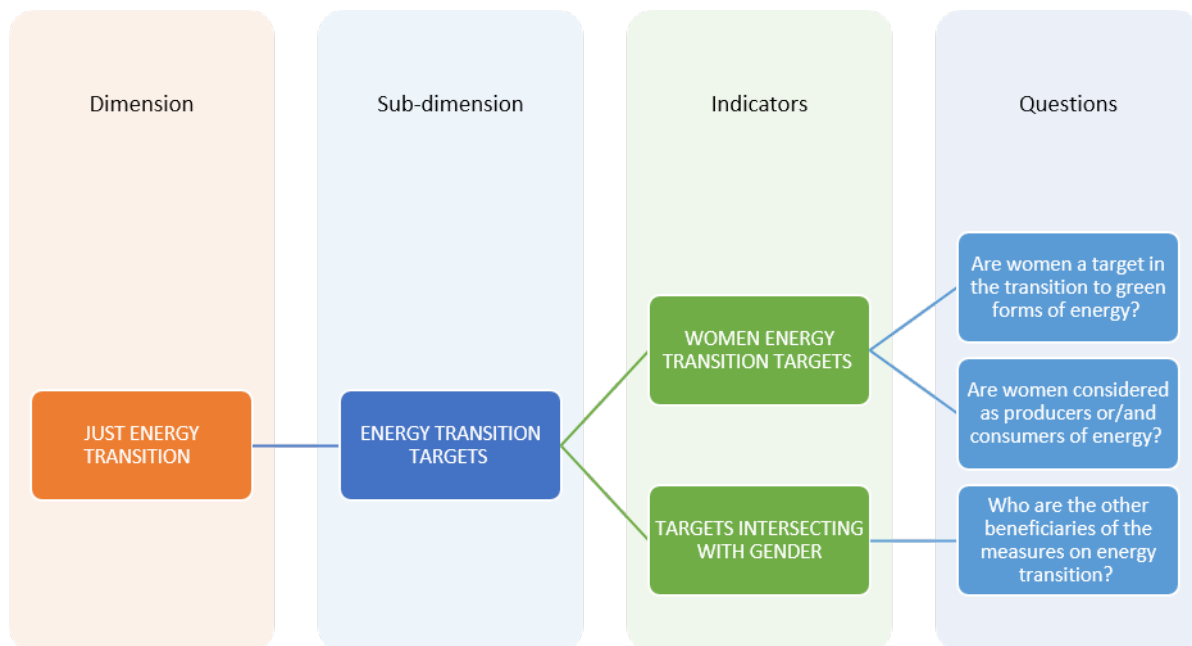 Dimension
Sub-dimension
Indicators
Questions
JUST ENERGY
TRANSITION
ENERGY TRANSITION
TARGETS
WOMEN ENERGY
TRANSITION TARGETS
TARGETS INTERSECTING
WITH GENDER
Are women a target in
the transition to green
forms of energy?
Are women considered
as producers or/and
consumers of energy?
Who are the other
beneficiaries of the
measures on energy
transition?